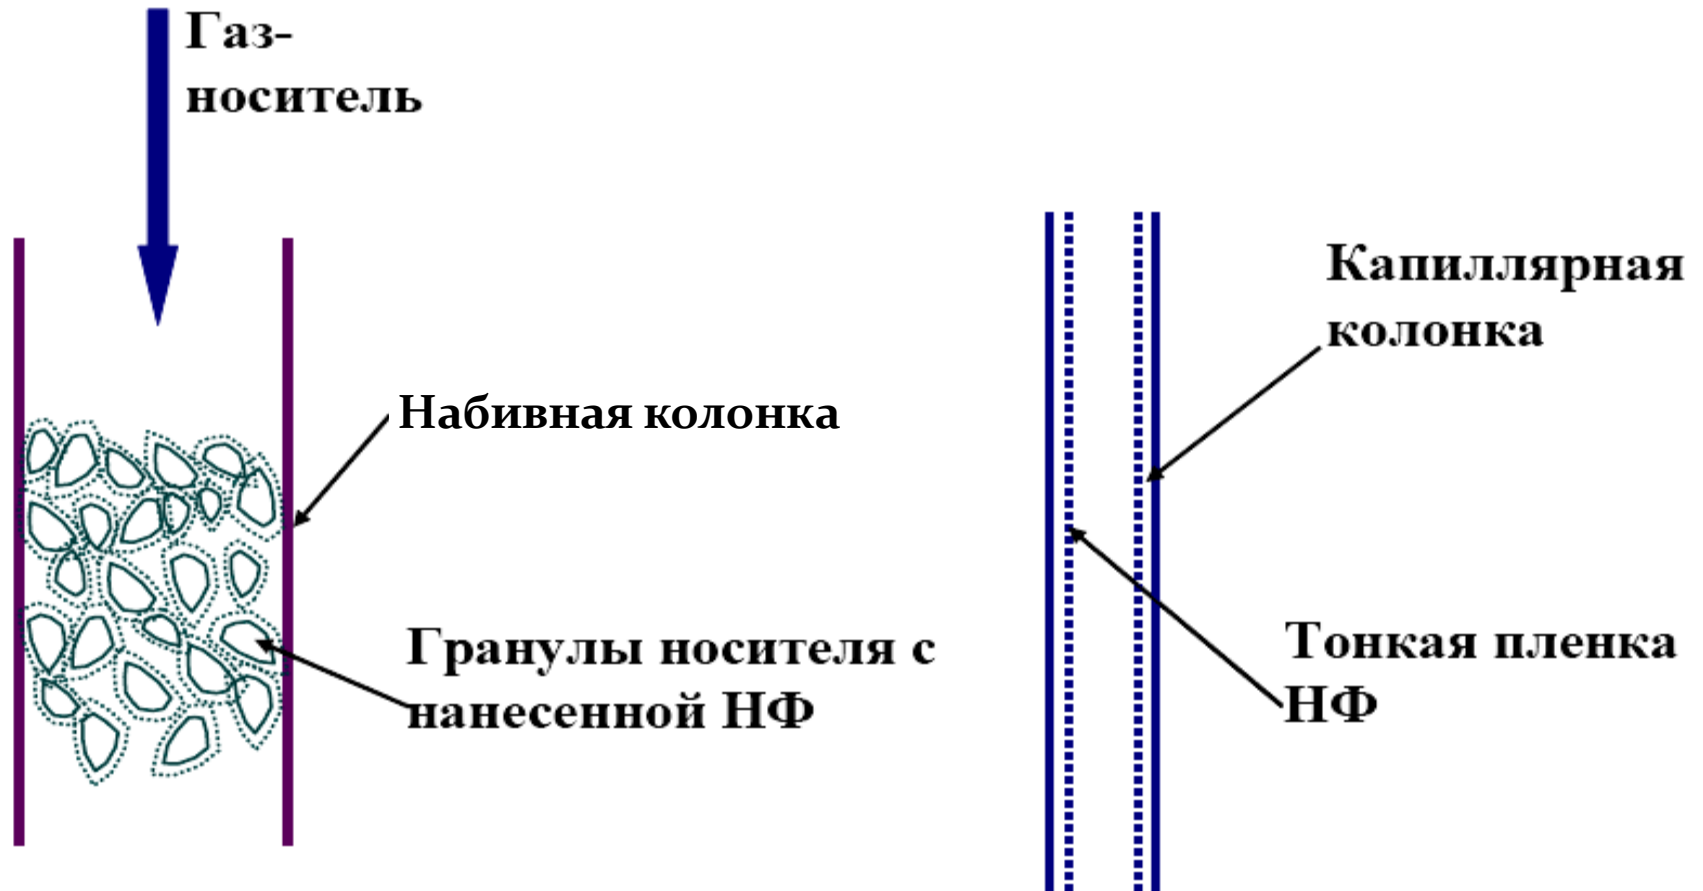 Газ-
носитель
Набивная колонка
Гранулы носителя с
нанесенной НФ
Капиллярная
колонка
Тонкая пленка
НФ